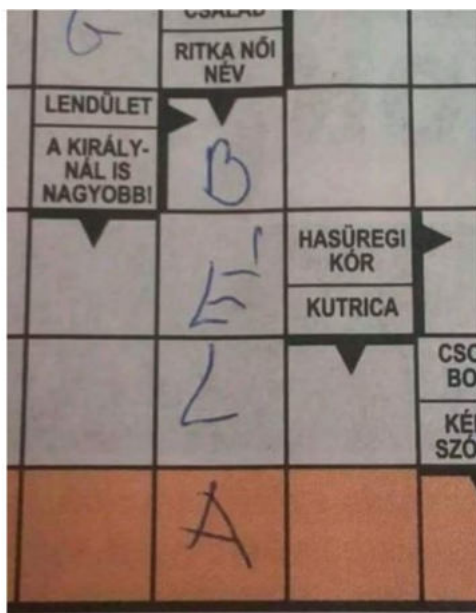 G
CSALÁD
RITKA NŐI
NÉV
LENDÜLET
A KIRÁLY-
NÁL IS
NAGYOBB!
B
É
HASÜREGI
KÓR
KUTRICA
L
A